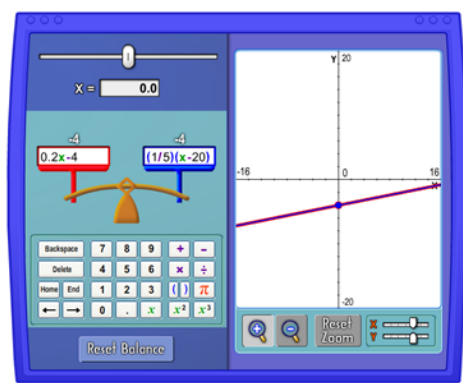 X = 0.0
-4 -4
0.2x-4 (1/5)(x-20)
Backspace 7 8 9 + -
Delete 4 5 6 × ÷
Home End 1 2 3 ( ) π
← → 0 . x x² x³
Reset Balance
Y 20
-16 0 16 X
-20
Reset Zoom X Y